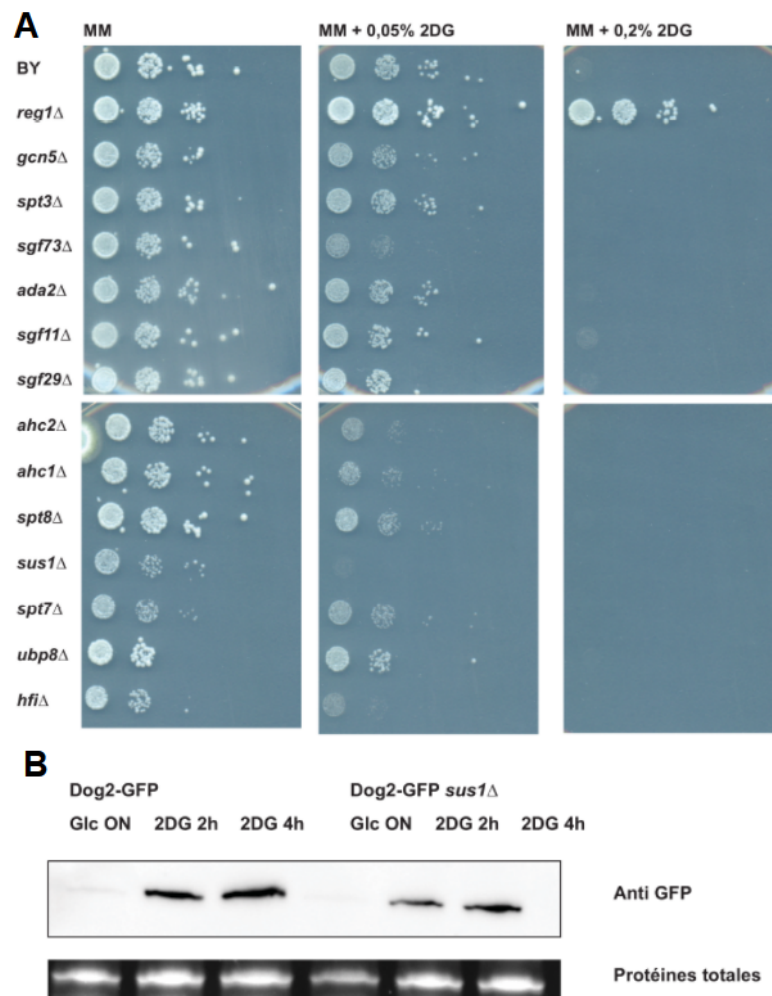 A
MM
MM + 0,05% 2DG
MM + 0,2% 2DG
BY
reg1Δ
gcn5Δ
spt3Δ
sgf73Δ
ada2Δ
sgf11Δ
sgf29Δ
ahc2Δ
ahc1Δ
spt8Δ
sus1Δ
spt7Δ
ubp8Δ
hfiΔ
B
Dog2-GFP
Dog2-GFP sus1Δ
Glc ON 2DG 2h 2DG 4h Glc ON 2DG 2h 2DG 4h
Anti GFP
Protéines totales